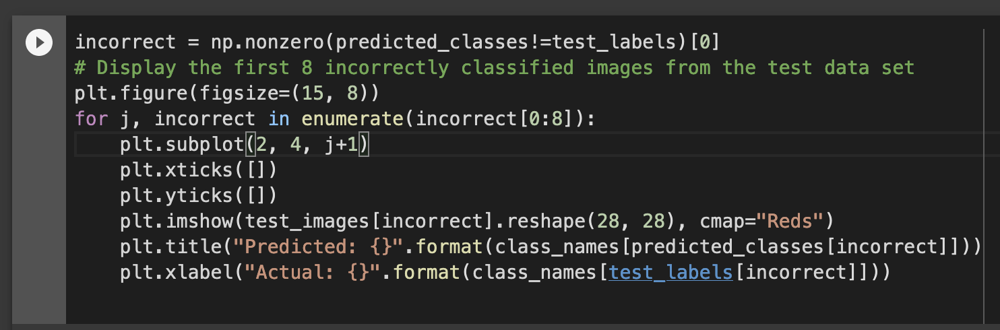 incorrect = np.nonzero(predicted_classes!=test_labels)[0]
# Display the first 8 incorrectly classified images from the test data set
plt.figure(figsize=(15, 8))
for j, incorrect in enumerate(incorrect[0:8]):
    plt.subplot(2, 4, j+1)
    plt.xticks([])
    plt.yticks([])
    plt.imshow(test_images[incorrect].reshape(28, 28), cmap="Reds")
    plt.title("Predicted: {}".format(class_names[predicted_classes[incorrect]]))
    plt.xlabel("Actual: {}".format(class_names[test_labels[incorrect]]))